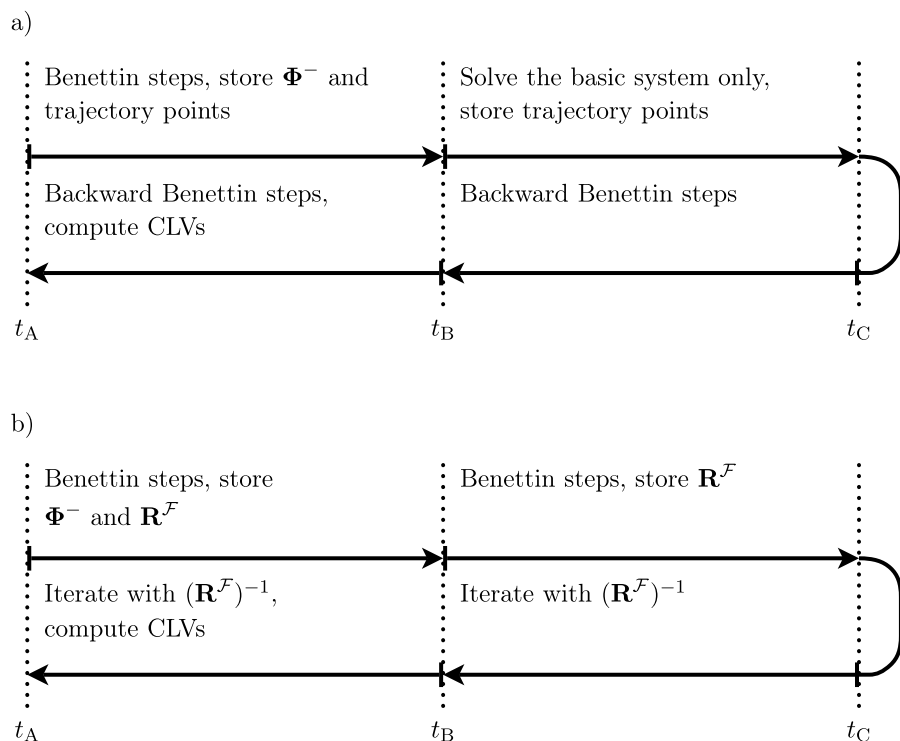 a)
Benettin steps, store Φ⁻ and
trajectory points
Solve the basic system only,
store trajectory points
Backward Benettin steps,
compute CLVs
Backward Benettin steps
t_A
t_B
t_C
b)
Benettin steps, store
Φ⁻ and R^ℱ
Benettin steps, store R^ℱ
Iterate with (R^ℱ)⁻¹,
compute CLVs
Iterate with (R^ℱ)⁻¹
t_A
t_B
t_C